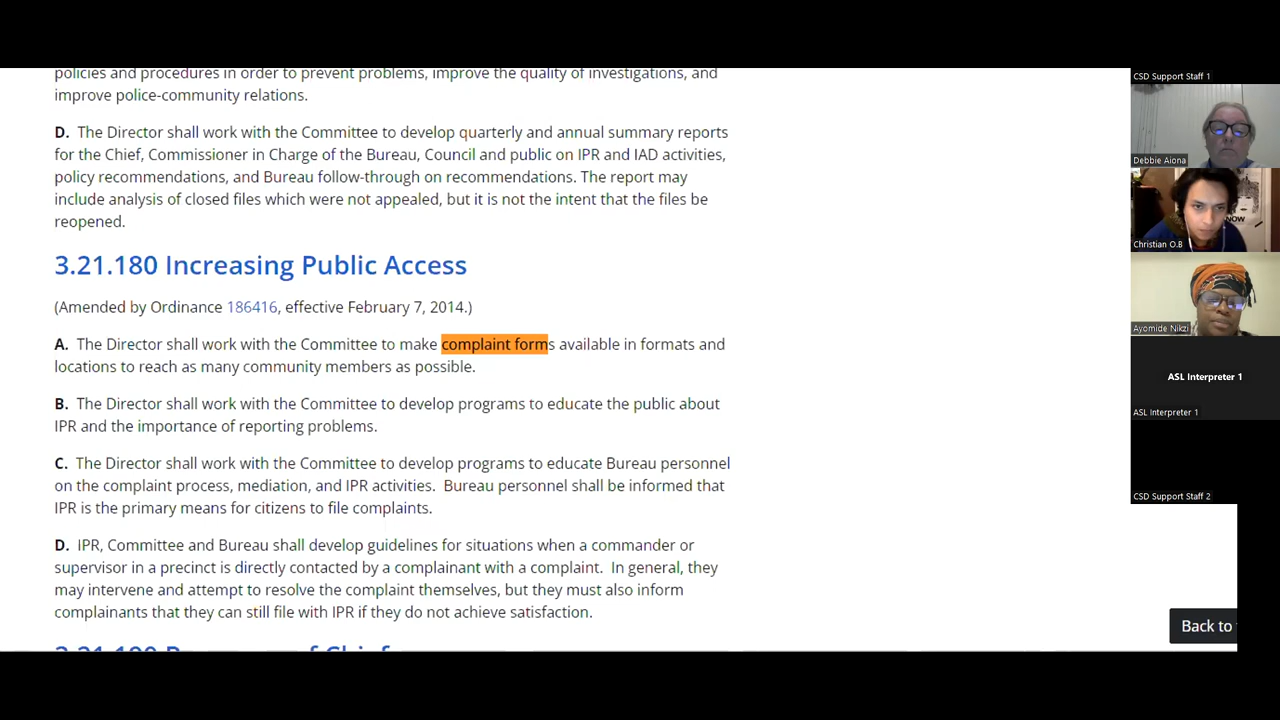 policies and procedures in order to prevent problems, improve the quality of investigations, and
improve police-community relations.
D. The Director shall work with the Committee to develop quarterly and annual summary reports
for the Chief, Commissioner in Charge of the Bureau, Council and public on IPR and IAD activities,
policy recommendations, and Bureau follow-through on recommendations. The report may
include analysis of closed files which were not appealed, but it is not the intent that the files be
reopened.
3.21.180 Increasing Public Access
(Amended by Ordinance 186416, effective February 7, 2014.)
A. The Director shall work with the Committee to make complaint forms available in formats and
locations to reach as many community members as possible.
B. The Director shall work with the Committee to develop programs to educate the public about
IPR and the importance of reporting problems.
C. The Director shall work with the Committee to develop programs to educate Bureau personnel
on the complaint process, mediation, and IPR activities. Bureau personnel shall be informed that
IPR is the primary means for citizens to file complaints.
D. IPR, Committee and Bureau shall develop guidelines for situations when a commander or
supervisor in a precinct is directly contacted by a complainant with a complaint. In general, they
may intervene and attempt to resolve the complaint themselves, but they must also inform
complainants that they can still file with IPR if they do not achieve satisfaction.
Back to
CSD Support Staff 1
Debbie Aiona
NOW
Christian O.B
Ayomide Nikzi
ASL Interpreter 1
ASL Interpreter 1
CSD Support Staff 2